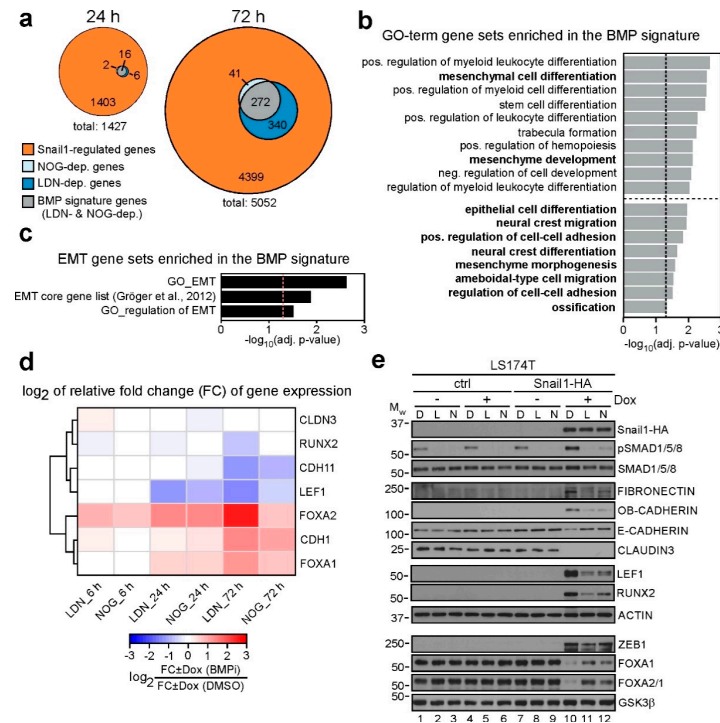 a
24 h
72 h
16
2
6
1403
total: 1427
41
272
340
4399
total: 5052
Snail1-regulated genes
NOG-dep. genes
LDN-dep. genes
BMP signature genes
(LDN- & NOG-dep.)
b
GO-term gene sets enriched in the BMP signature
pos. regulation of myeloid leukocyte differentiation
mesenchymal cell differentiation
pos. regulation of myeloid cell differentiation
stem cell differentiation
pos. regulation of leukocyte differentiation
trabecula formation
pos. regulation of hemopoiesis
mesenchyme development
neg. regulation of cell development
regulation of myeloid leukocyte differentiation
epithelial cell differentiation
neural crest migration
pos. regulation of cell-cell adhesion
neural crest differentiation
mesenchyme morphogenesis
ameboidal-type cell migration
regulation of cell-cell adhesion
ossification
0 1 2 3
-log10(adj. p-value)
c
EMT gene sets enriched in the BMP signature
GO_EMT
EMT core gene list (Gröger et al., 2012)
GO_regulation of EMT
0 1 2 3
-log10(adj. p-value)
d
log2 of relative fold change (FC) of gene expression
CLDN3
RUNX2
CDH11
LEF1
FOXA2
CDH1
FOXA1
LDN_6 h
NOG_6 h
LDN_24 h
NOG_24 h
LDN_72 h
NOG_72 h
-3 -2 -1 0 1 2 3
log2 FC±Dox (BMPi)
FC±Dox (DMSO)
e
LS174T
ctrl Snail1-HA
- + - + Dox
Mw D L N D L N D L N D L N
37- Snail1-HA
50- pSMAD1/5/8
50- SMAD1/5/8
250- FIBRONECTIN
100- OB-CADHERIN
100- E-CADHERIN
25- CLAUDIN3
50- LEF1
50- RUNX2
37- ACTIN
250- ZEB1
50- FOXA1
50- FOXA2/1
50- GSK3β
1 2 3 4 5 6 7 8 9 10 11 12